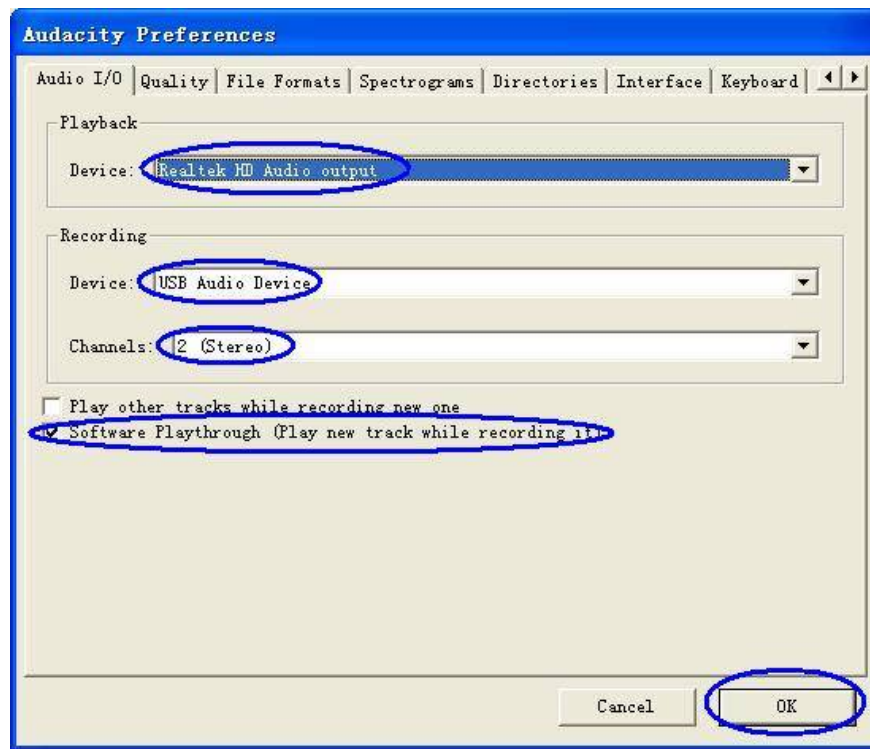 Audacity Preferences
Audio I/O Quality File Formats Spectrograms Directories Interface Keyboard
Playback
Device: Realtek HD Audio output
Recording
Device: USB Audio Device
Channels: 2 (Stereo)
Play other tracks while recording new one
Software Playthrough (Play new track while recording it)
Cancel OK